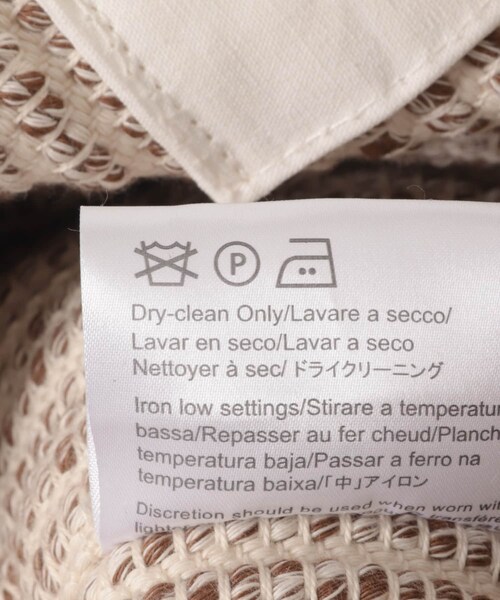 P
Dry-clean Only/Lavare a secco/
Lavar en seco/Lavar a seco
Nettoyer à sec/ ドライクリーニング
Iron low settings/Stirare a temperatur
bassa/Repasser au fer cheud/Planch
temperatura baja/Passar a ferro na
temperatura baixa/「中」アイロン
Discretion should be used when worn wi